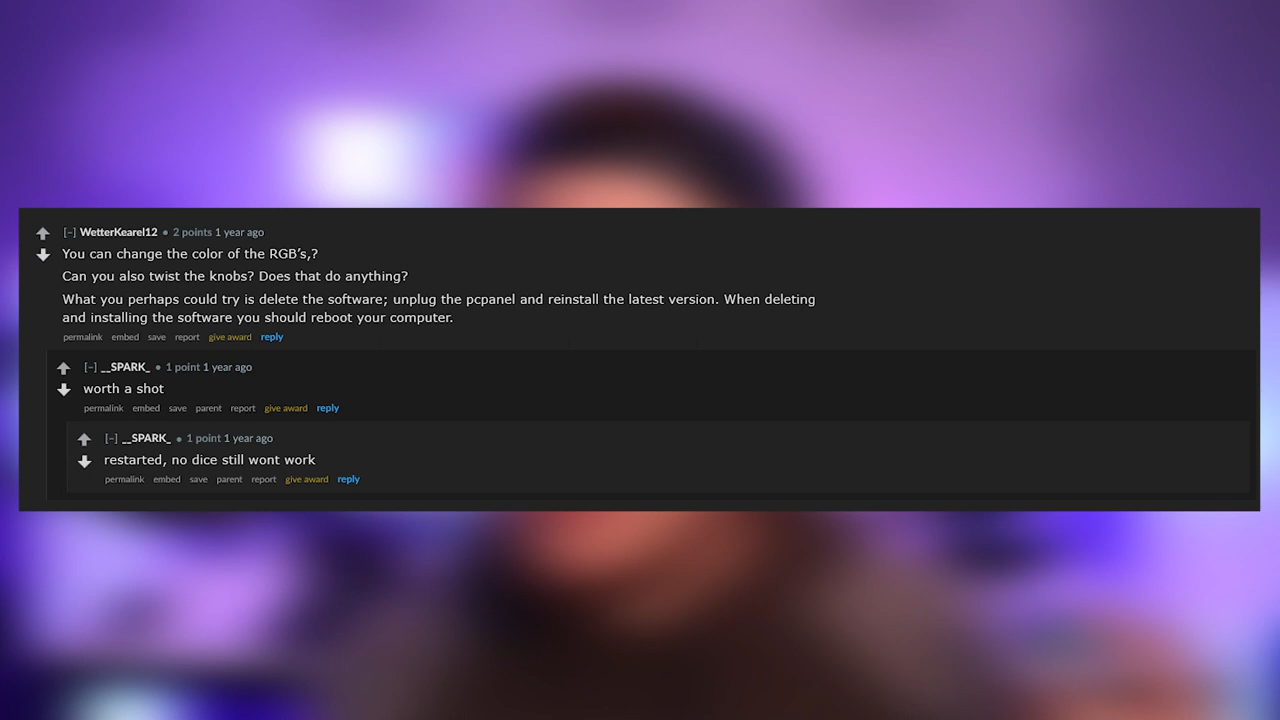 [–] WetterKearel12 • 2 points 1 year ago
You can change the color of the RGB’s,?
Can you also twist the knobs? Does that do anything?
What you perhaps could try is delete the software; unplug the pcpanel and reinstall the latest version. When deleting
and installing the software you should reboot your computer.
permalink embed save report give award reply
[–] __SPARK_ • 1 point 1 year ago
worth a shot
permalink embed save parent report give award reply
[–] __SPARK_ • 1 point 1 year ago
restarted, no dice still wont work
permalink embed save parent report give award reply